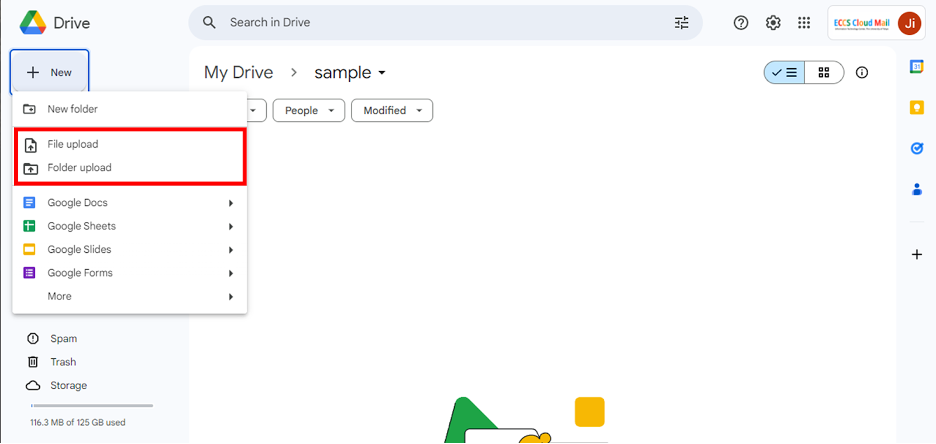 Drive
Search in Drive
ECCS Cloud Mail
Ji
New
My Drive > sample
New folder
People
Modified
File upload
Folder upload
Google Docs
Google Sheets
Google Slides
Google Forms
More
Spam
Trash
Storage
116.3 MB of 125 GB used
31